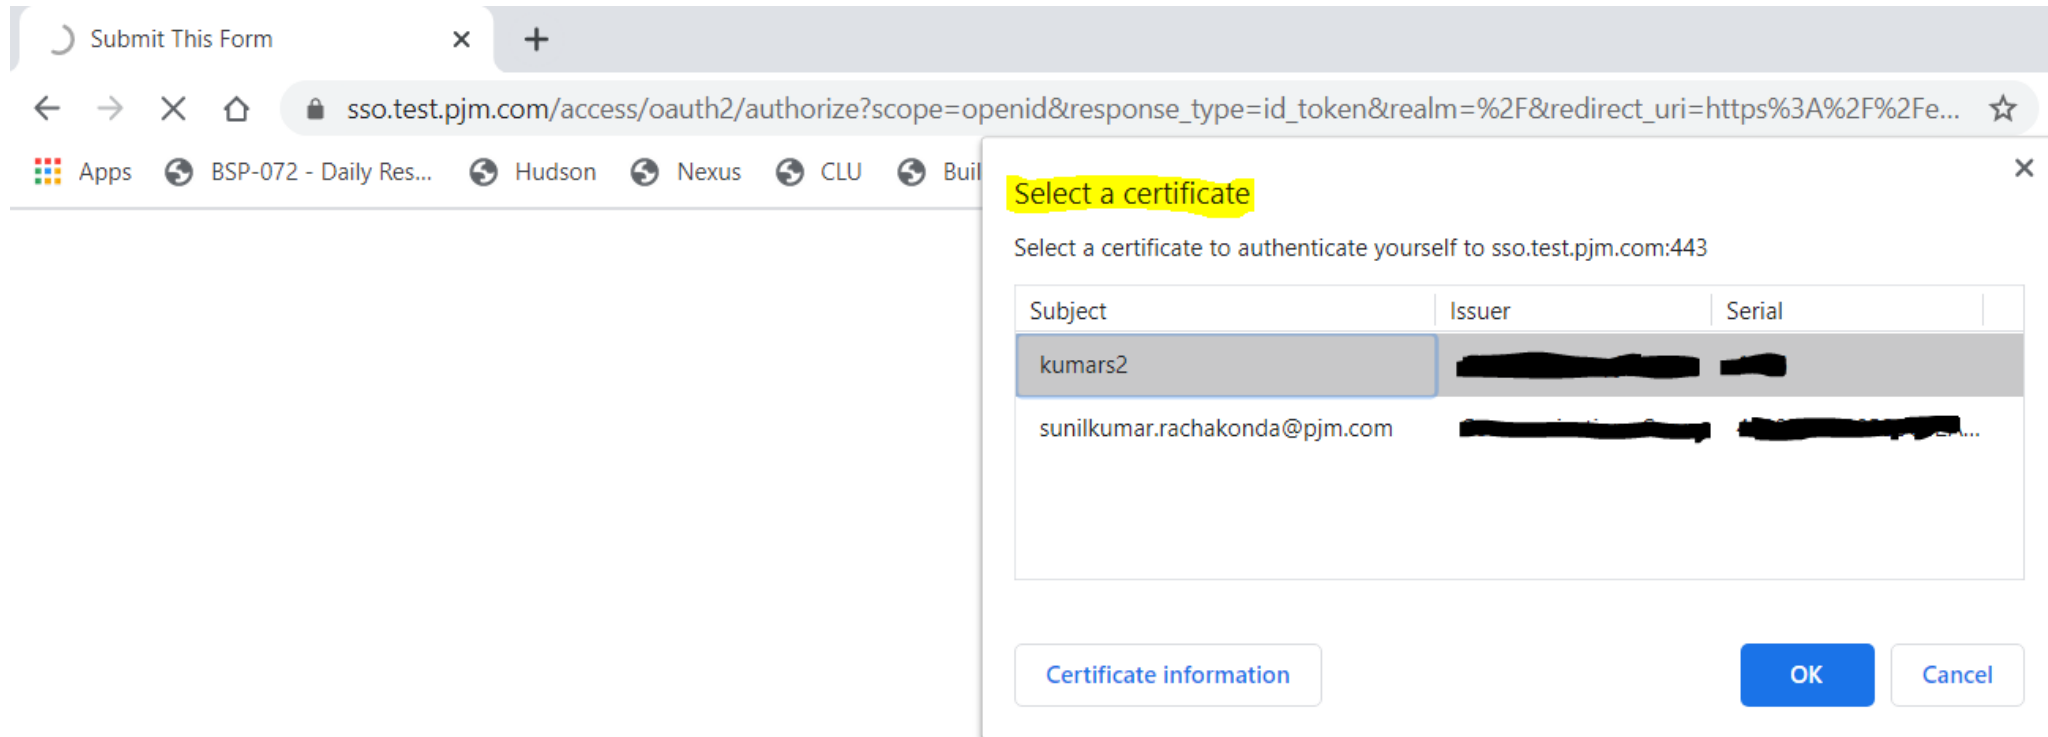 Submit This Form
sso.test.pjm.com/access/oauth2/authorize?scope=openid&response_type=id_token&realm=%2F&redirect_uri=https%3A%2F%2Fe...
Apps BSP-072 - Daily Res... Hudson Nexus CLU Buil
Select a certificate
Select a certificate to authenticate yourself to sso.test.pjm.com:443
Subject Issuer Serial
kumars2
sunilkumar.rachakonda@pjm.com ...
Certificate information OK Cancel